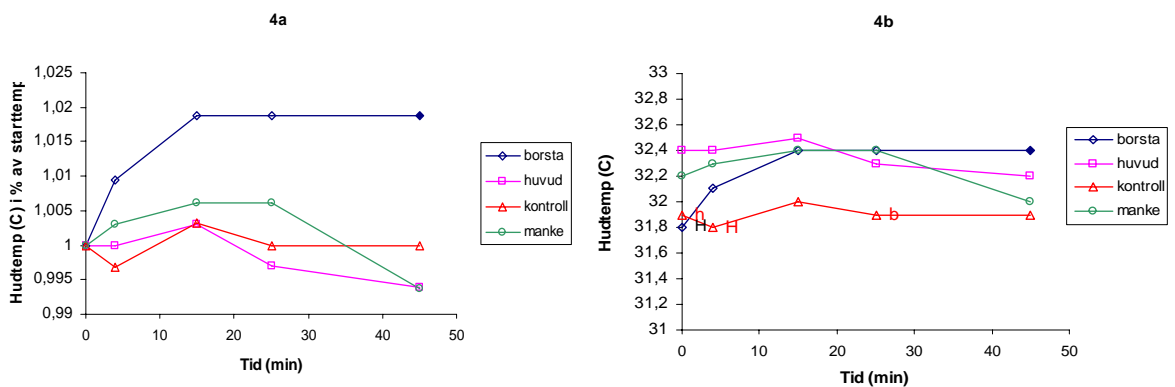 4a
Hudtemp (C) i % av starttemp
1,025
1,02
1,015
1,01
1,005
1
0,995
0,99
0
10
20
30
40
50
Tid (min)
borsta
huvud
kontroll
manke
4b
Hudtemp (C)
33
32,8
32,6
32,4
32,2
32
31,8
31,6
31,4
31,2
31
h
H
H
b
0
10
20
30
40
50
Tid (min)
borsta
huvud
kontroll
manke